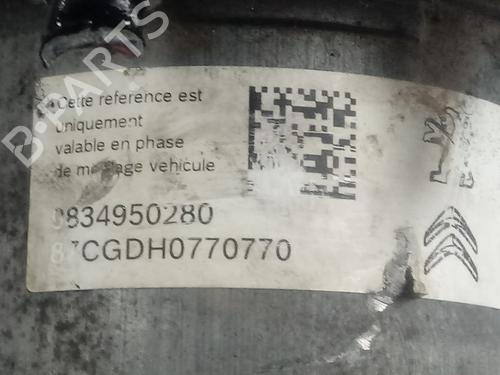 Cette reference est
uniquement
valable en phase
de montage vehicule
9834950280
CGDH0770770
B-PARTS